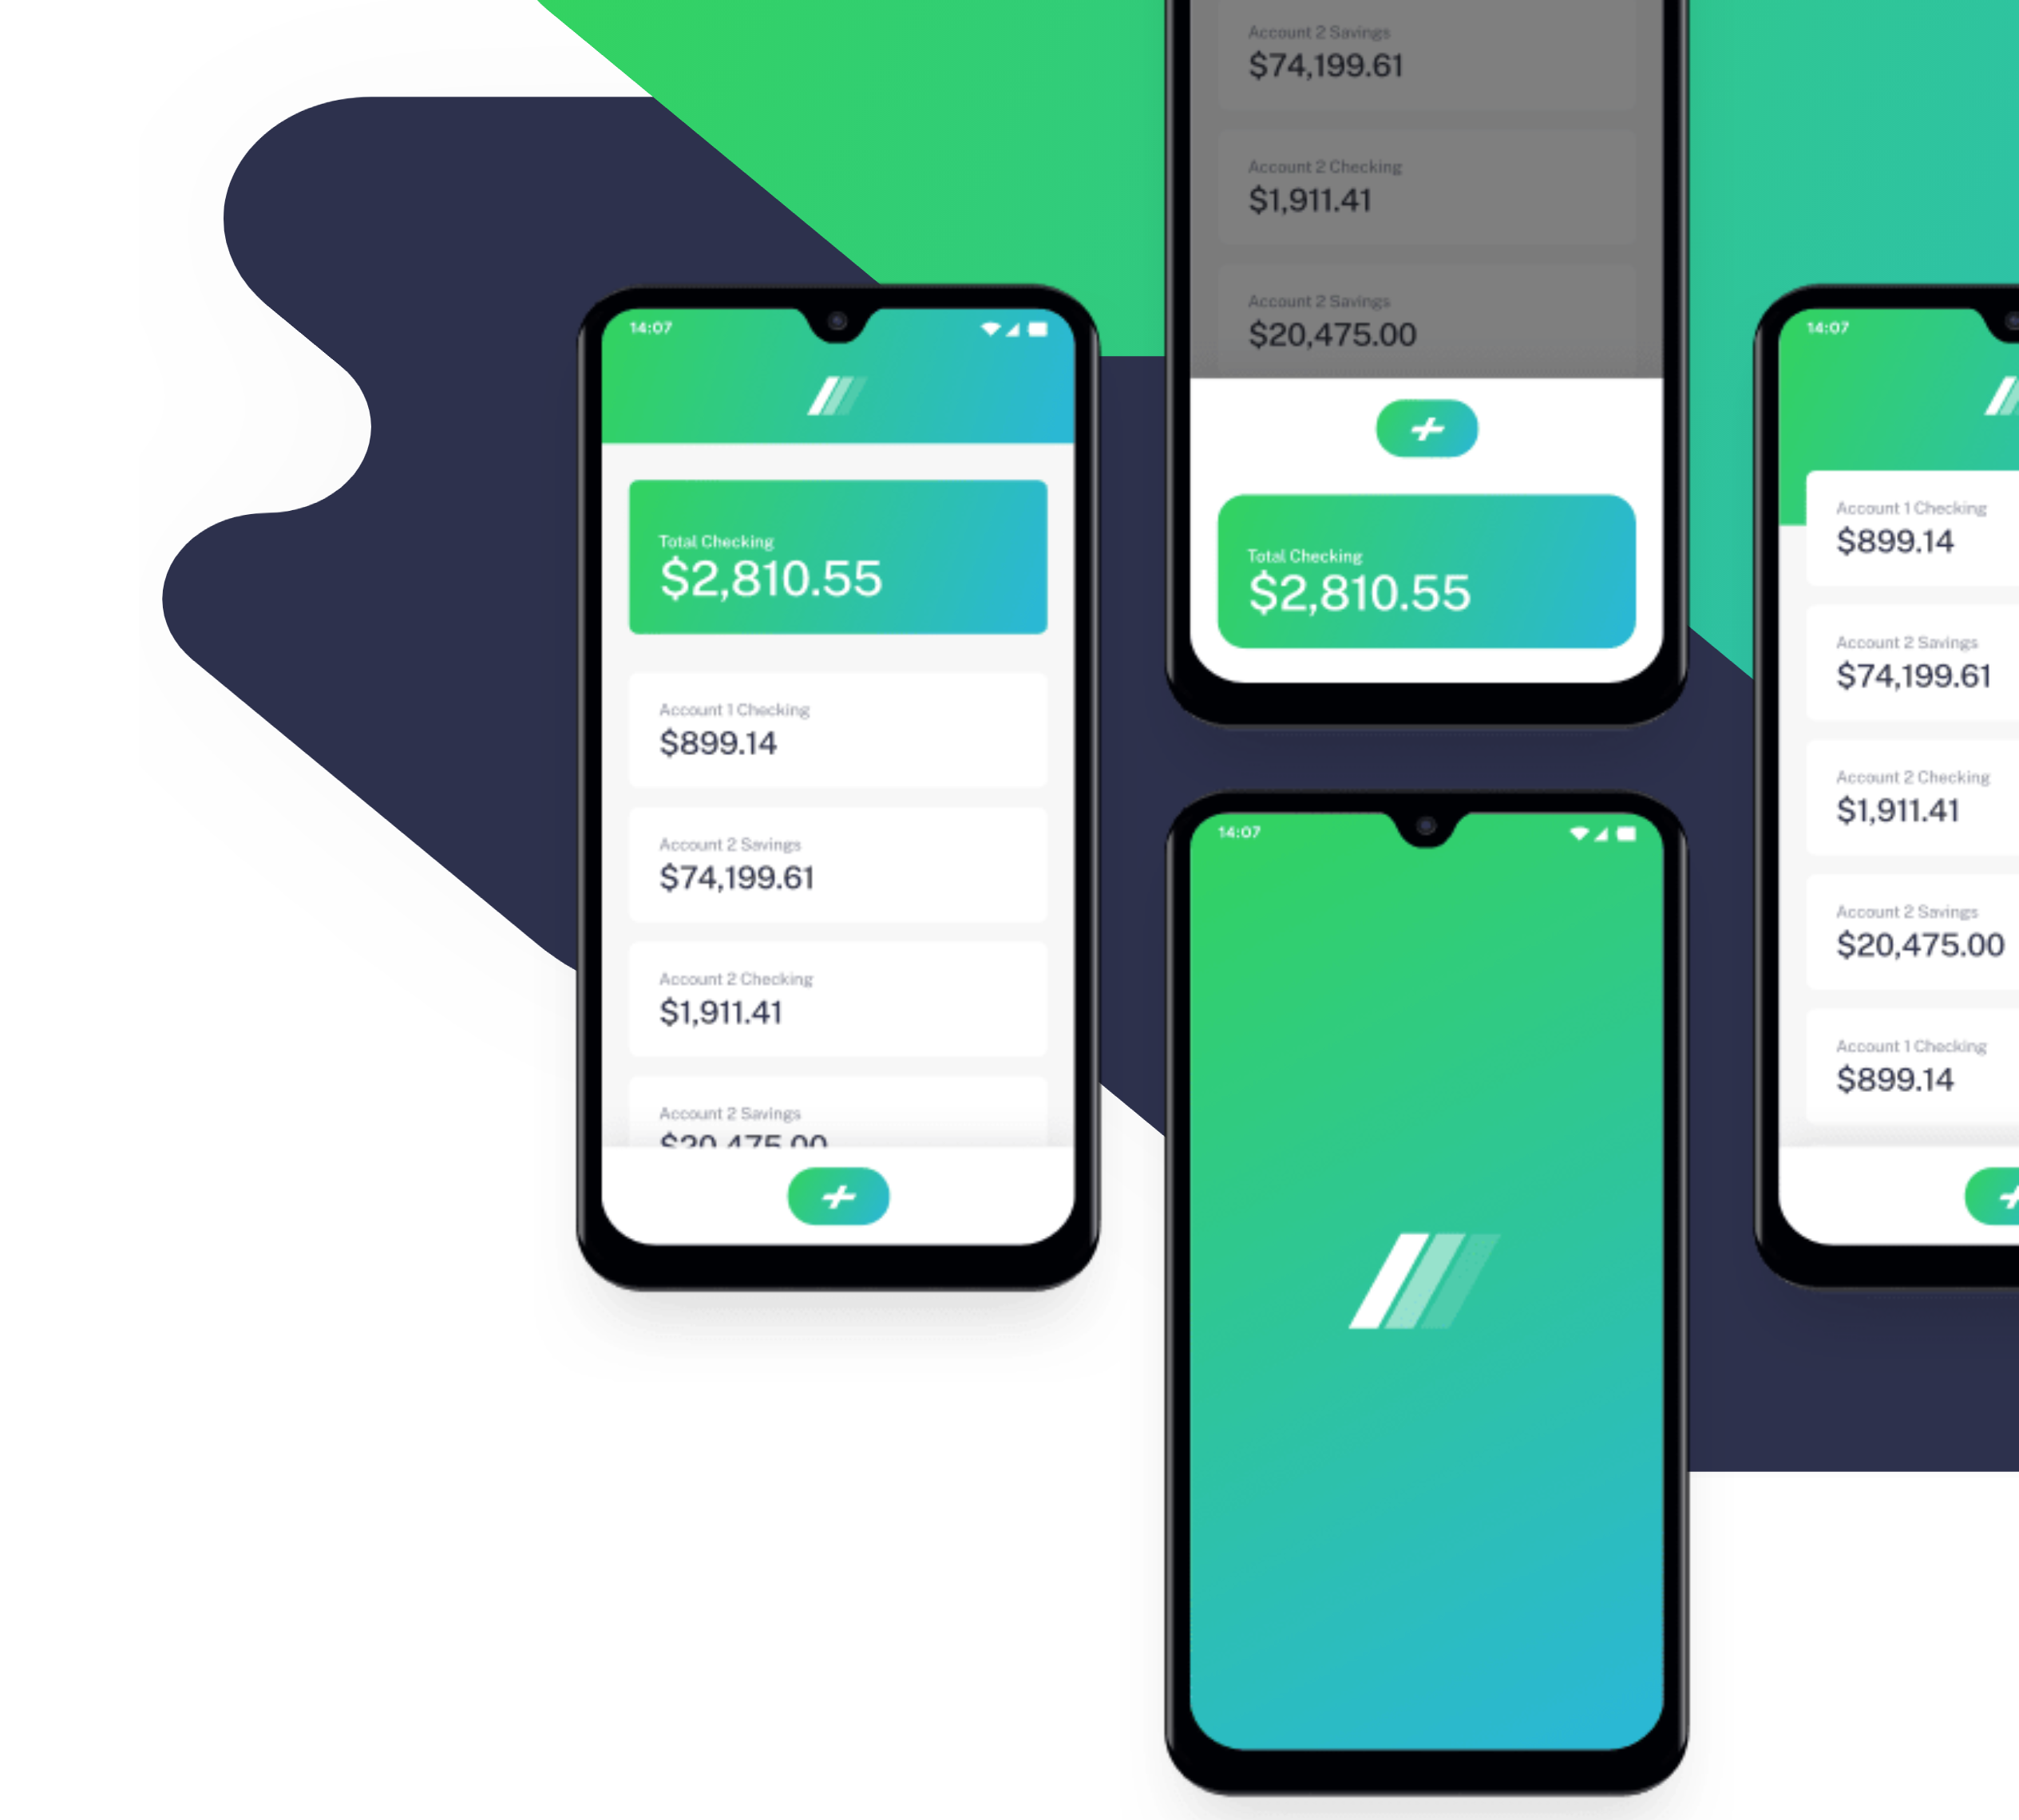 14:07
Total Checking
$2,810.55
Account 1 Checking
$899.14
Account 2 Savings
$74,199.61
Account 2 Checking
$1,911.41
Account 2 Savings
$20,475.00
Account 2 Savings
$74,199.61
Account 2 Checking
$1,911.41
Account 2 Savings
$20,475.00
Total Checking
$2,810.55
14:07
14:07
Account 1 Checking
$899.14
Account 2 Savings
$74,199.61
Account 2 Checking
$1,911.41
Account 2 Savings
$20,475.00
Account 1 Checking
$899.14